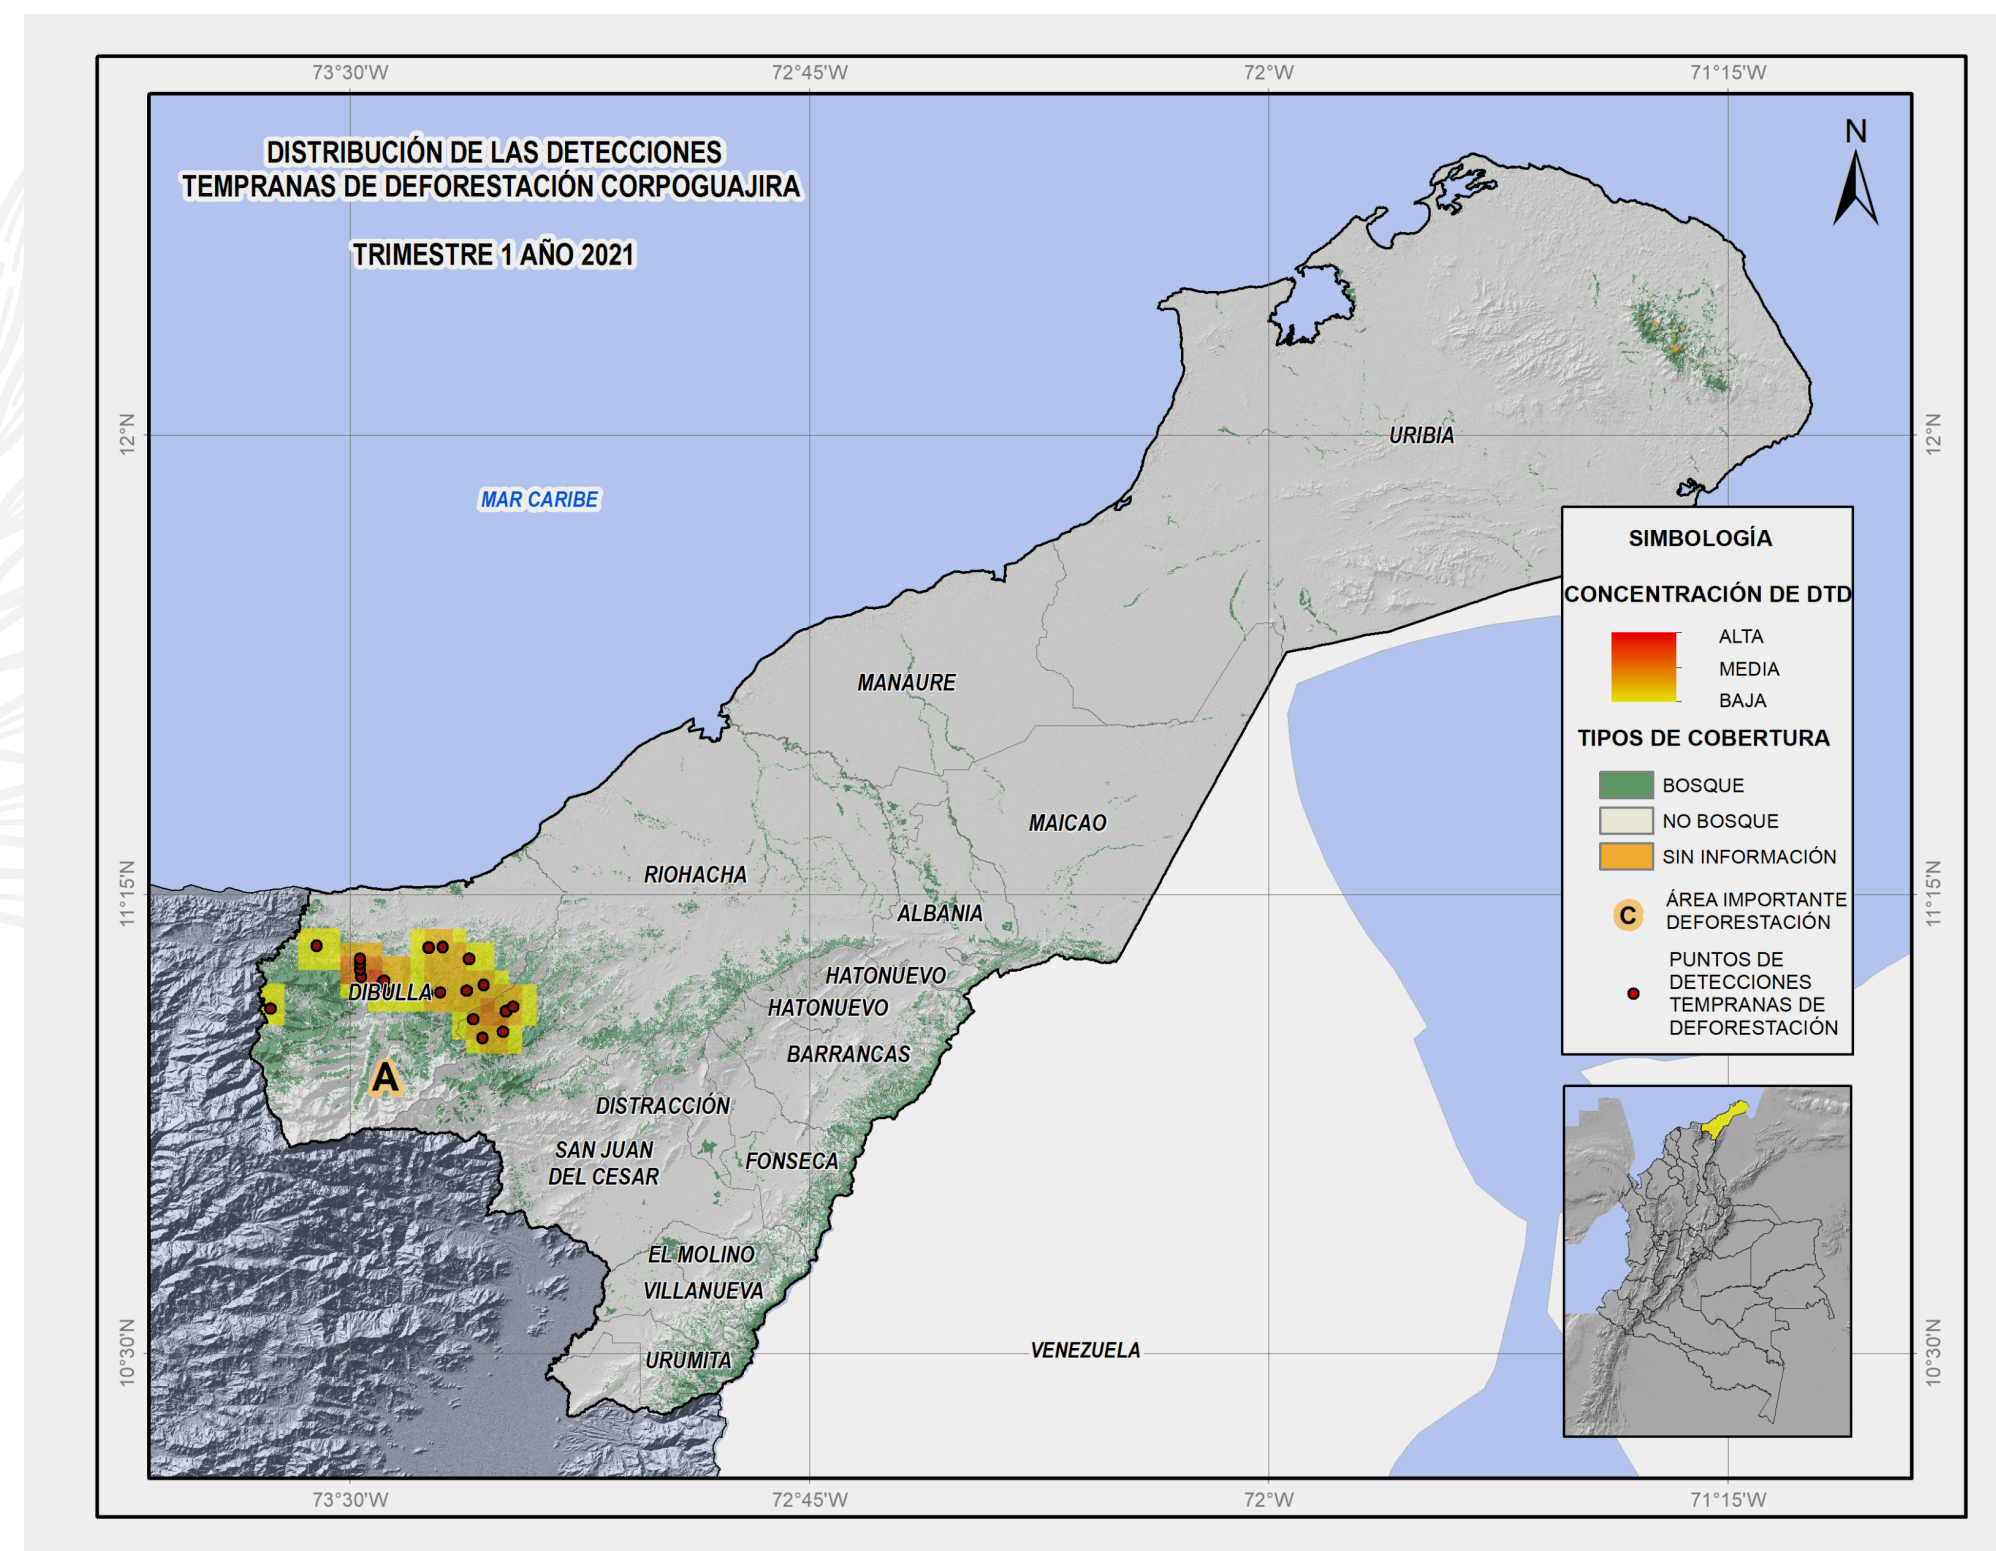 73°30'W
72°45'W
72°W
71°15'W
N
DISTRIBUCIÓN DE LAS DETECCIONES
TEMPRANAS DE DEFORESTACIÓN CORPOGUAJIRA
TRIMESTRE 1 AÑO 2021
12°N
12°N
URIBIA
MAR CARIBE
SIMBOLOGÍA
CONCENTRACIÓN DE DTD
ALTA
MEDIA
BAJA
TIPOS DE COBERTURA
BOSQUE
NO BOSQUE
SIN INFORMACIÓN
C
ÁREA IMPORTANTE
DEFORESTACIÓN
PUNTOS DE
DETECCIONES
TEMPRANAS DE
DEFORESTACIÓN
MANAURE
MAICAO
RIOHACHA
11°15'N
11°15'N
ALBANIA
HATONUEVO
DIBULLA
HATONUEVO
BARRANCAS
A
DISTRACCIÓN
SAN JUAN
DEL CESAR
FONSECA
EL MOLINO
VILLANUEVA
URUMITA
VENEZUELA
10°30'N
10°30'N
73°30'W
72°45'W
72°W
71°15'W